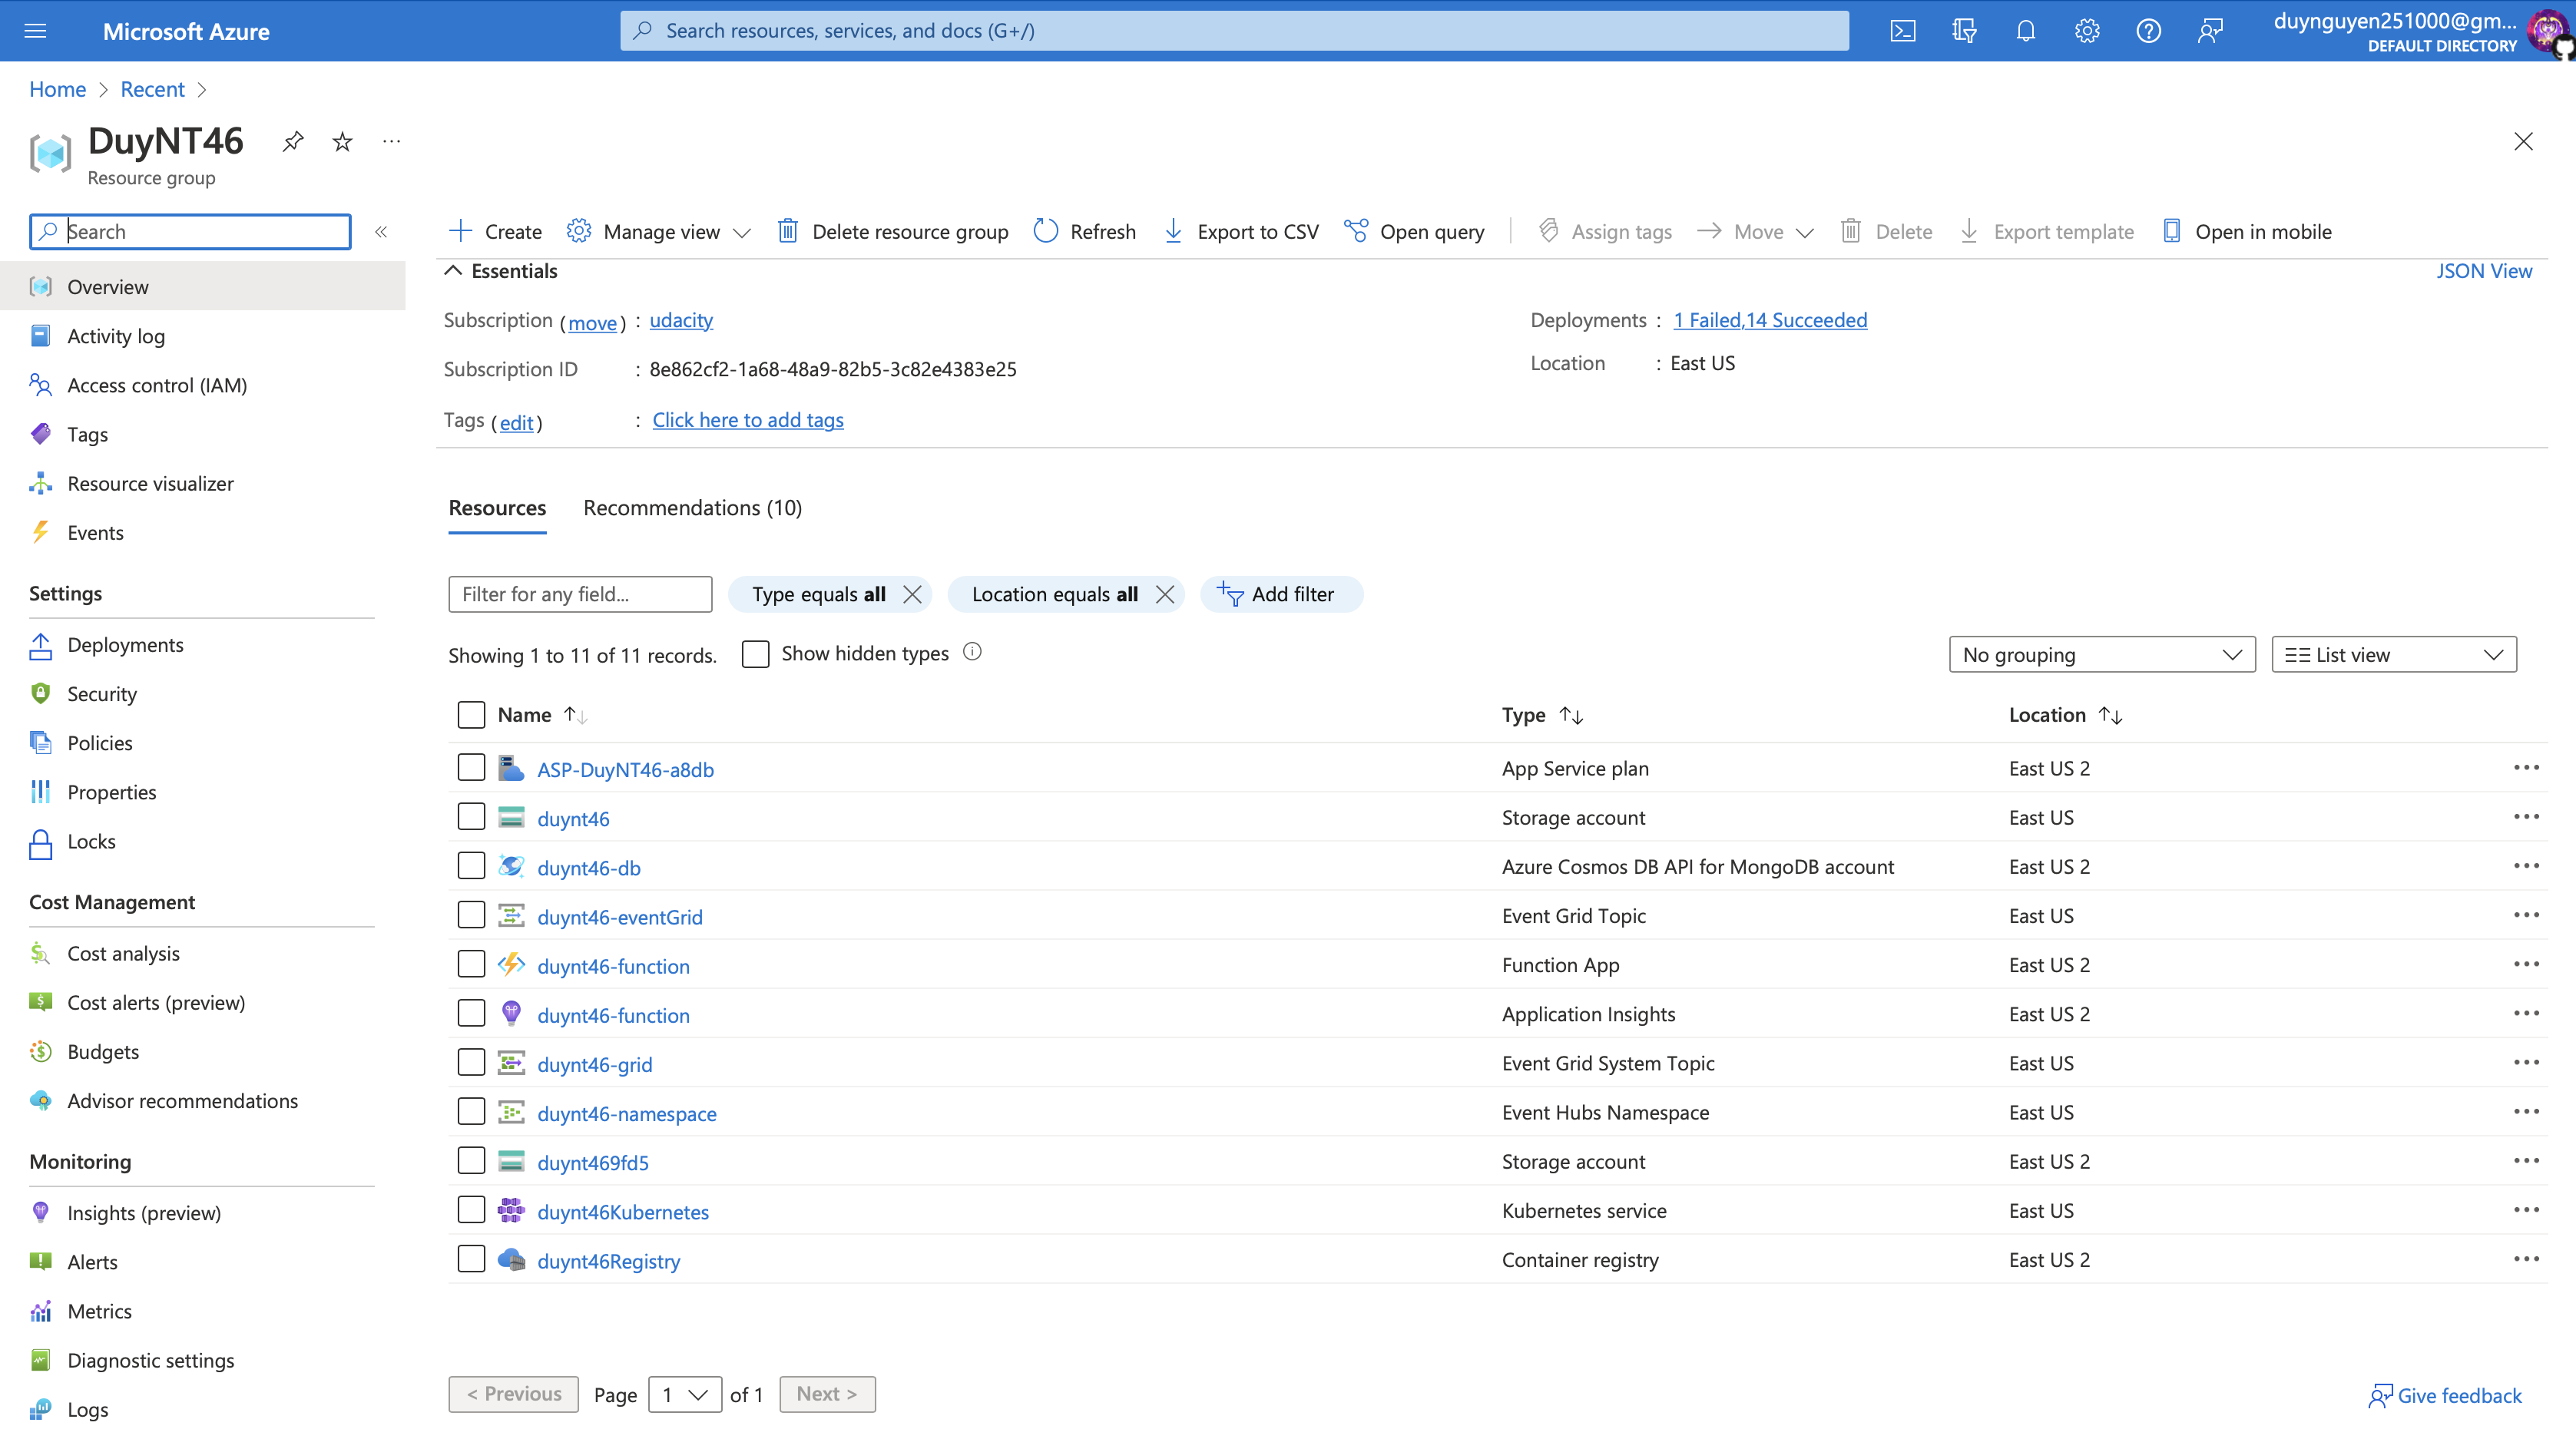 Microsoft Azure
Search resources, services, and docs (G+/)
duynguyen251000@gm...
DEFAULT DIRECTORY
Home > Recent >
DuyNT46
Resource group
Search
Overview
Activity log
Access control (IAM)
Tags
Resource visualizer
Events
Settings
Deployments
Security
Policies
Properties
Locks
Cost Management
Cost analysis
Cost alerts (preview)
Budgets
Advisor recommendations
Monitoring
Insights (preview)
Alerts
Metrics
Diagnostic settings
Logs
Create Manage view Delete resource group Refresh Export to CSV Open query Assign tags Move Delete Export template Open in mobile
Essentials JSON View
Subscription (move) : udacity
Subscription ID : 8e862cf2-1a68-48a9-82b5-3c82e4383e25
Tags (edit) : Click here to add tags
Deployments : 1 Failed,14 Succeeded
Location : East US
Resources Recommendations (10)
Filter for any field... Type equals all Location equals all Add filter
Showing 1 to 11 of 11 records. Show hidden types No grouping List view
Name Type Location
ASP-DuyNT46-a8db App Service plan East US 2
duynt46 Storage account East US
duynt46-db Azure Cosmos DB API for MongoDB account East US 2
duynt46-eventGrid Event Grid Topic East US
duynt46-function Function App East US 2
duynt46-function Application Insights East US 2
duynt46-grid Event Grid System Topic East US
duynt46-namespace Event Hubs Namespace East US
duynt469fd5 Storage account East US 2
duynt46Kubernetes Kubernetes service East US
duynt46Registry Container registry East US 2
< Previous Page 1 of 1 Next > Give feedback